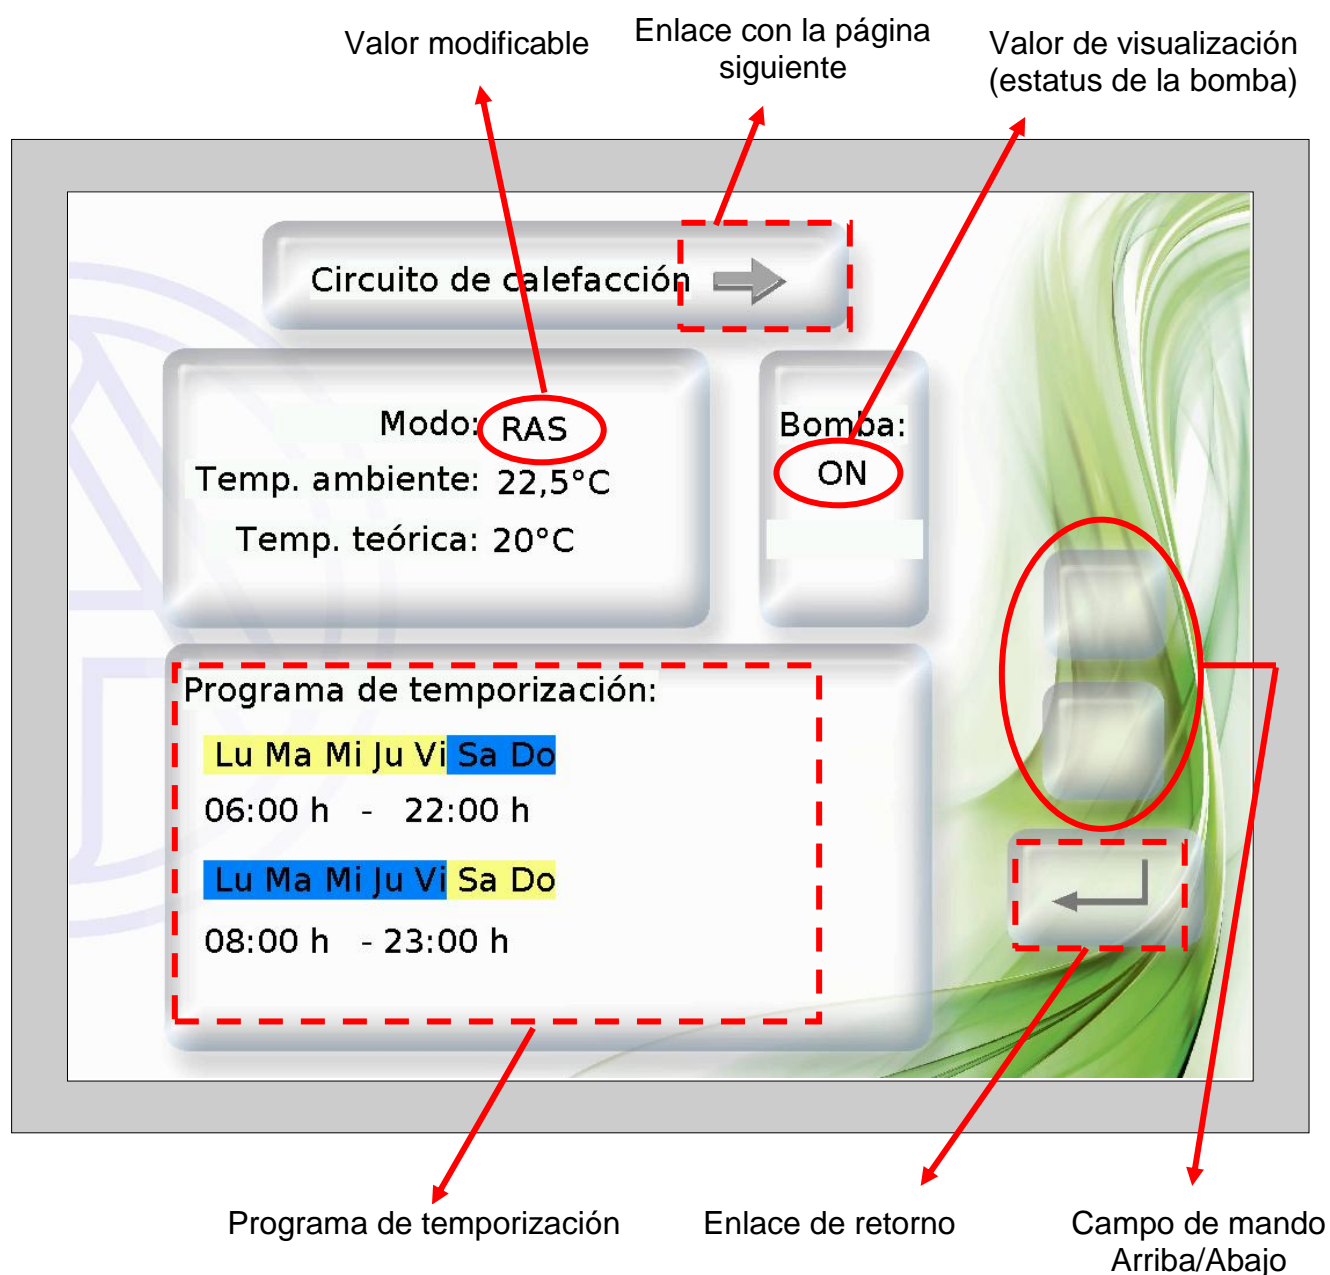 Valor modificable
Enlace con la página
siguiente
Valor de visualización
(estatus de la bomba)
Circuito de calefacción
Modo: RAS
Temp. ambiente: 22,5°C
Temp. teórica: 20°C
Bomba:
ON
Programa de temporización:
Lu Ma Mi Ju Vi Sa Do
06:00 h - 22:00 h
Lu Ma Mi Ju Vi Sa Do
08:00 h - 23:00 h
Programa de temporización
Enlace de retorno
Campo de mando
Arriba/Abajo